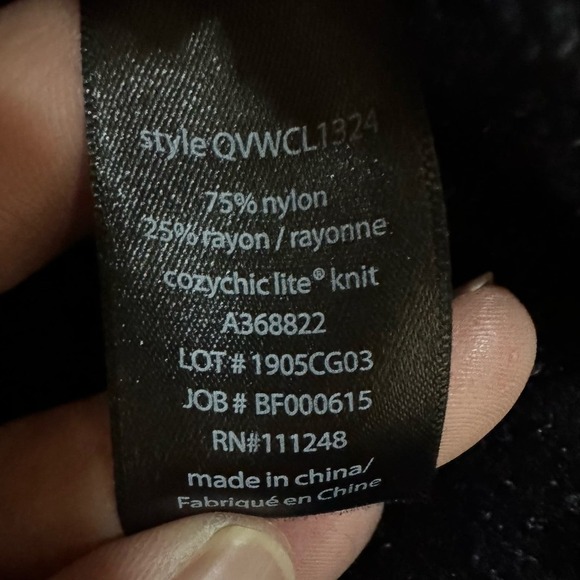 style QVWCL1324
75% nylon
25% rayon / rayonne
cozychic lite® knit
A368822
LOT # 1905CG03
JOB # BF000615
RN#111248
made in china/
Fabriqué en Chine